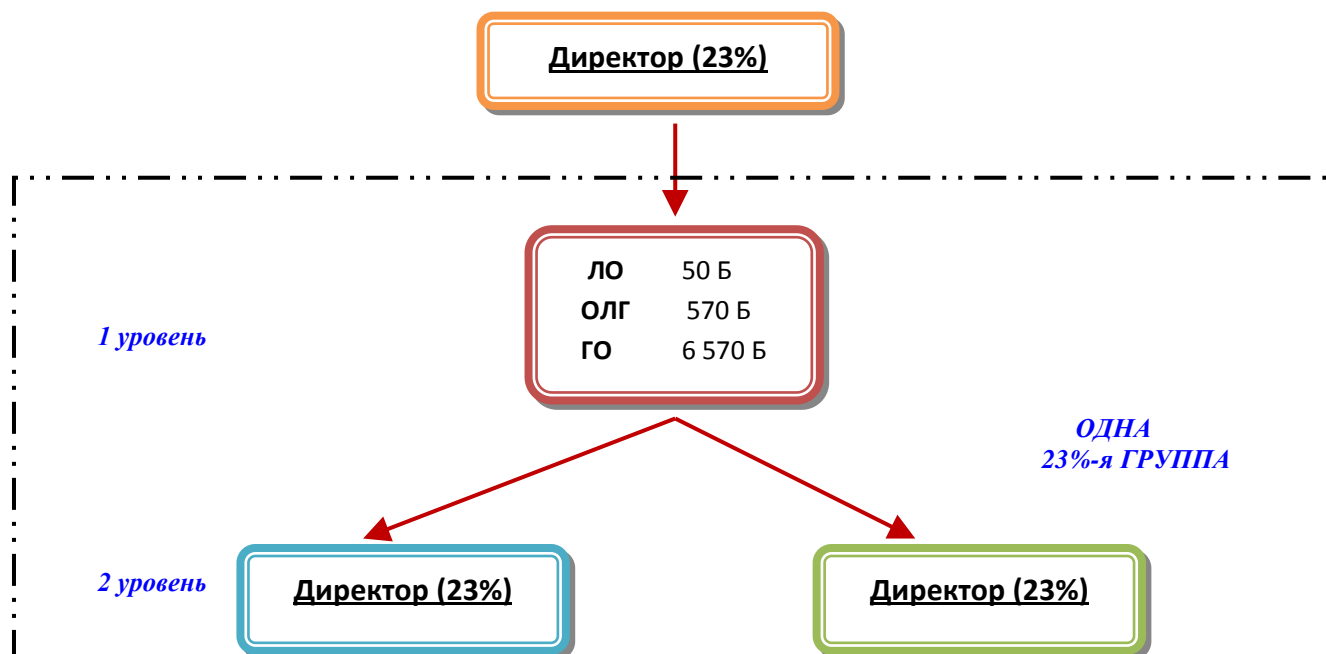 Директор (23%)
ЛО 50 Б
ОЛГ 570 Б
ГО 6 570 Б
1 уровень
ОДНА
23%-я ГРУППА
2 уровень
Директор (23%)
Директор (23%)